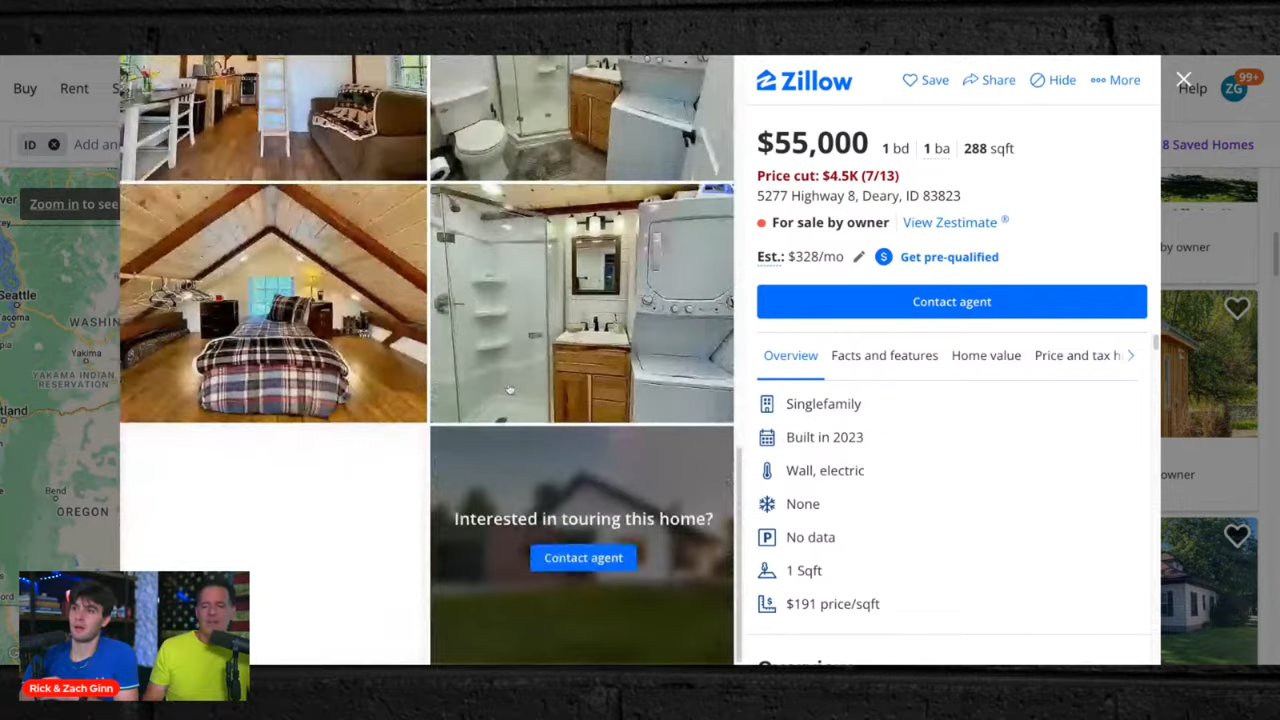 Buy
Rent
S
ID
Add an
Zoom in to see
Seattle
Tacoma
WASHIN
Yakima
YAKAMA INDIAN
RESERVATION
Bend
OREGON
Interested in touring this home?
Contact agent
Rick & Zach Ginn
Zillow
Save
Share
Hide
More
$55,000
1 bd
1 ba
288 sqft
Price cut: $4.5K (7/13)
5277 Highway 8, Deary, ID 83823
For sale by owner
View Zestimate ®
Est.: $328/mo
$
Get pre-qualified
Contact agent
Overview
Facts and features
Home value
Price and tax h
Singlefamily
Built in 2023
Wall, electric
None
P
No data
1 Sqft
$191 price/sqft
Help
ZG
99+
8 Saved Homes
by owner
owner